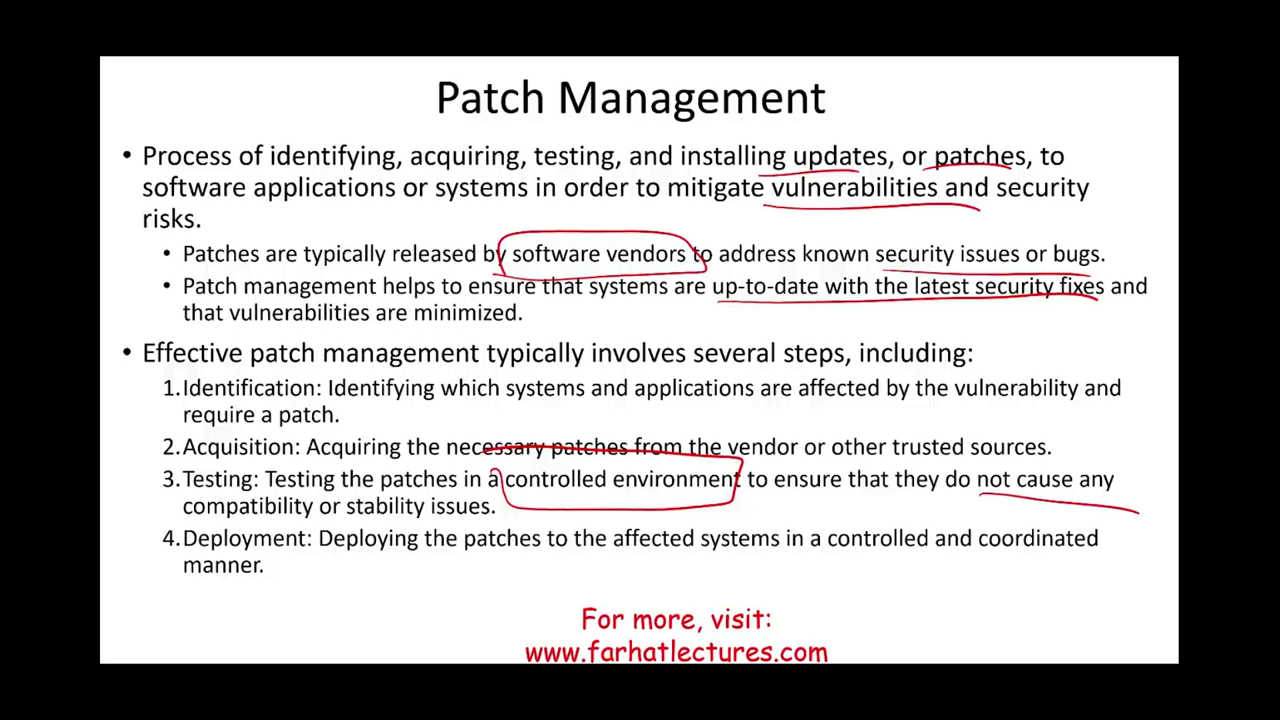 Patch Management
• Process of identifying, acquiring, testing, and installing updates, or patches, to
software applications or systems in order to mitigate vulnerabilities and security
risks.
• Patches are typically released by software vendors to address known security issues or bugs.
• Patch management helps to ensure that systems are up-to-date with the latest security fixes and
that vulnerabilities are minimized.
• Effective patch management typically involves several steps, including:
1.Identification: Identifying which systems and applications are affected by the vulnerability and
require a patch.
2.Acquisition: Acquiring the necessary patches from the vendor or other trusted sources.
3.Testing: Testing the patches in a controlled environment to ensure that they do not cause any
compatibility or stability issues.
4.Deployment: Deploying the patches to the affected systems in a controlled and coordinated
manner.
For more, visit:
www.farhatlectures.com